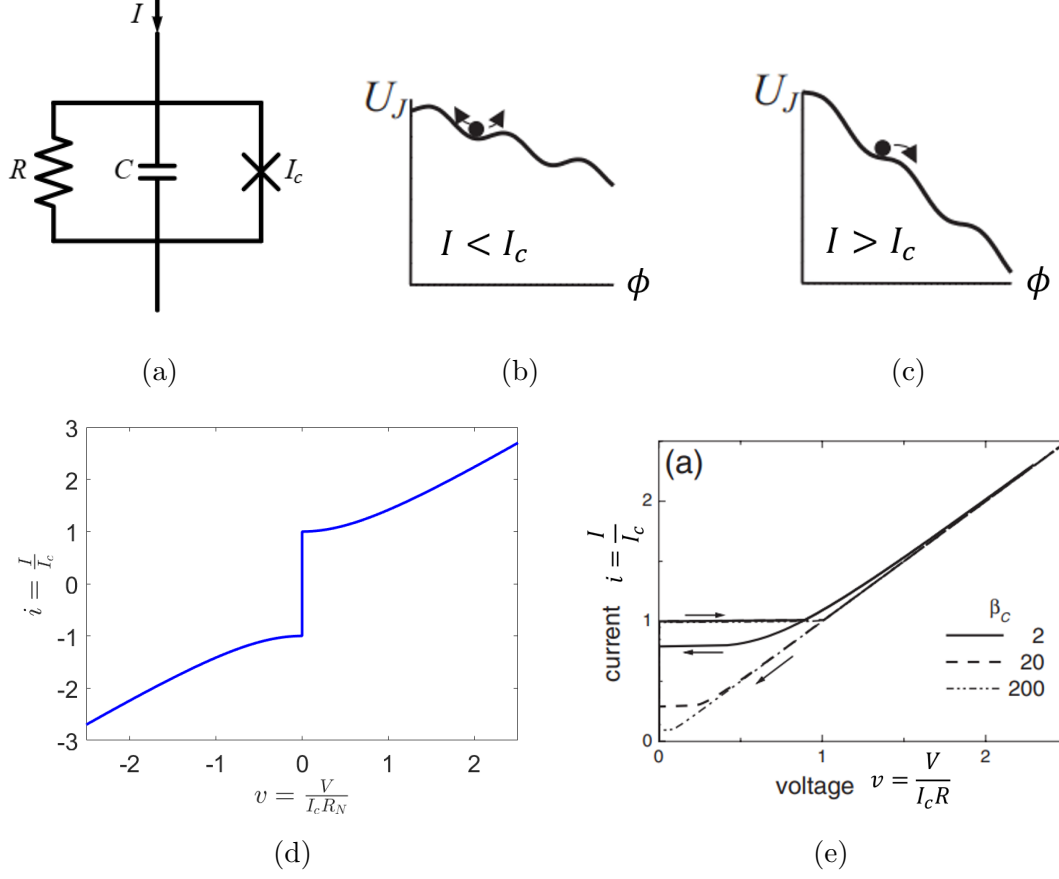 I
R
C
I_c
(a)
U_J
I < I_c
ϕ
(b)
U_J
I > I_c
ϕ
(c)
3
2
1
0
-1
-2
-3
i = I/I_c
-2
-1
0
1
2
v = V/(I_c R_N)
(d)
(a)
2
1
0
current i = I/I_c
β_C
2
20
200
0
1
2
voltage v = V/(I_c R)
(e)